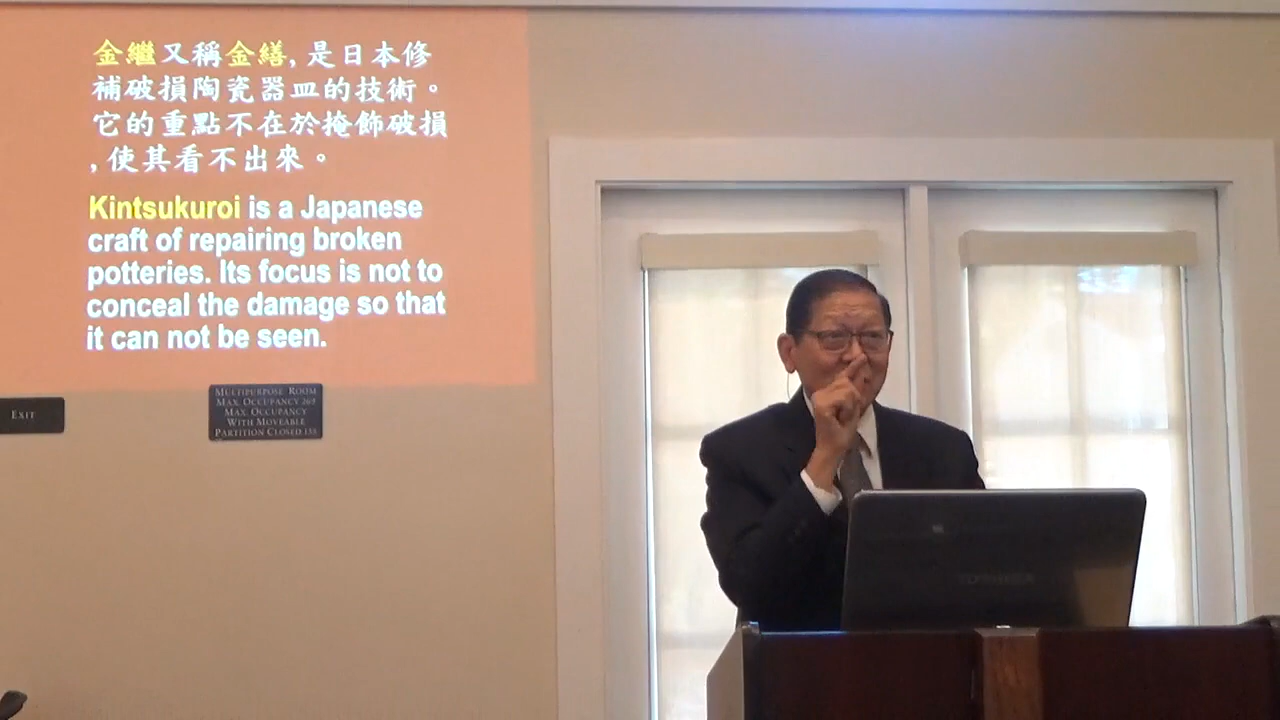 金繼又稱金繕, 是日本修
補破損陶瓷器皿的技術。
它的重點不在於掩飾破損
, 使其看不出來。
Kintsukuroi is a Japanese
craft of repairing broken
potteries. Its focus is not to
conceal the damage so that
it can not be seen.
EXIT
MULTIPURPOSE ROOM
MAX. OCCUPANCY 269
MAX. OCCUPANCY
WITH MOVEABLE
PARTITION CLOSED 135
TOSHIBA